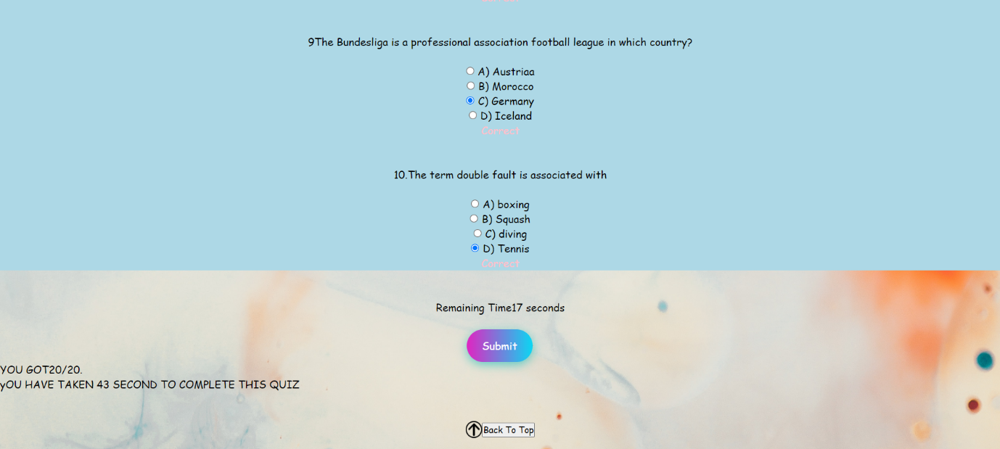 9The Bundesliga is a professional association football league in which country?
A) Austriaa
B) Morocco
C) Germany
D) Iceland
Correct
10.The term double fault is associated with
A) boxing
B) Squash
C) diving
D) Tennis
Correct
Remaining Time17 seconds
Submit
YOU GOT20/20.
yOU HAVE TAKEN 43 SECOND TO COMPLETE THIS QUIZ
Back To Top